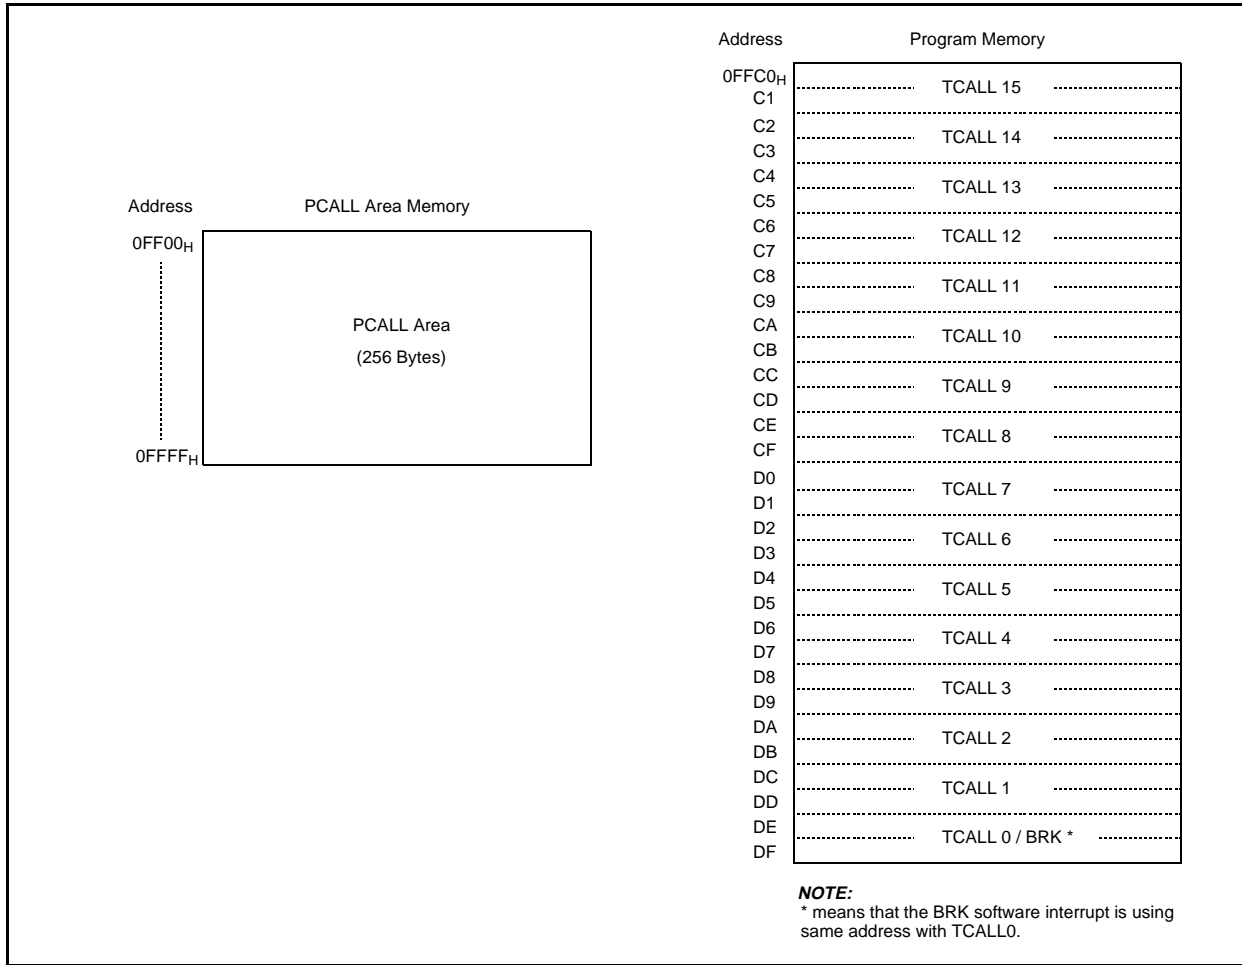 Address PCALL Area Memory
0FF00H
PCALL Area
(256 Bytes)
0FFFFH
Address Program Memory
0FFC0H
TCALL 15
C1
C2
TCALL 14
C3
C4
TCALL 13
C5
C6
TCALL 12
C7
C8
TCALL 11
C9
CA
TCALL 10
CB
CC
TCALL 9
CD
CE
TCALL 8
CF
D0
TCALL 7
D1
D2
TCALL 6
D3
D4
TCALL 5
D5
D6
TCALL 4
D7
D8
TCALL 3
D9
DA
TCALL 2
DB
DC
TCALL 1
DD
DE
TCALL 0 / BRK *
DF
NOTE:
* means that the BRK software interrupt is using
same address with TCALL0.